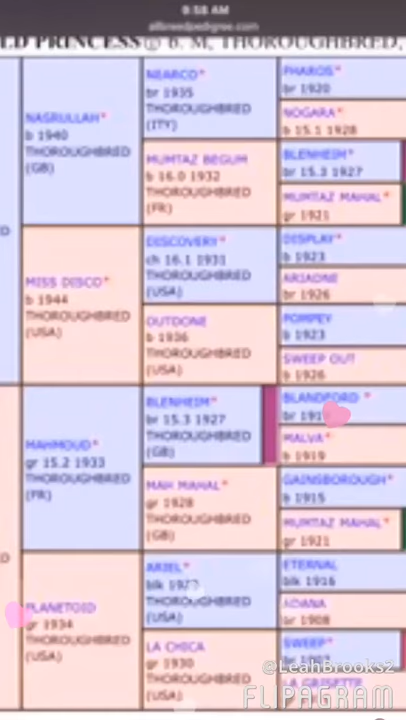 9:58 AM
allbreedpedigree.com
ED PRINCESS B. M, THOROUGHBRED,
NASRULLAH*
b 1940
THOROUGHBRED
(GB)
MISS DISCO*
b 1944
THOROUGHBRED
(USA)
MAHMOUD*
gr 15.2 1933
THOROUGHBRED
(FR)
PLANETOID
gr 1934
THOROUGHBRED
(USA)
NEARCO*
br 1935
THOROUGHBRED
(ITY)
MUMTAZ BEGUM
b 16.0 1932
THOROUGHBRED
(FR)
DISCOVERY*
ch 16.1 1931
THOROUGHBRED
(USA)
OUTDONE
b 1936
THOROUGHBRED
(USA)
BLENHEIM*
br 15.3 1927
THOROUGHBRED
(GB)
MAH MAHAL*
gr 1928
THOROUGHBRED
(GB)
ARIEL*
blk
THOROUGHBRED
(USA)
LA CHICA
gr 1930
THOROUGHBRED
(USA)
PHAROS*
br 1920
NOGARA*
b 15.1 1928
BLENHEIM*
br 15.3 1927
MUMTAZ MAHAL*
gr 1921
DISPLAY*
b 1923
ARIADNE
br 1926
POMPEY
b 1923
SWEEP OUT
b 1926
BLANDFORD *
br
MALVA*
b 1919
GAINSBOROUGH*
b 1915
MUMTAZ MAHAL*
gr 1921
ETERNAL
blk 1916
ADANA
br 1908
SWEEP*
br
LA GRISETTE
@LeahBrooks2
FLIPAGRAM